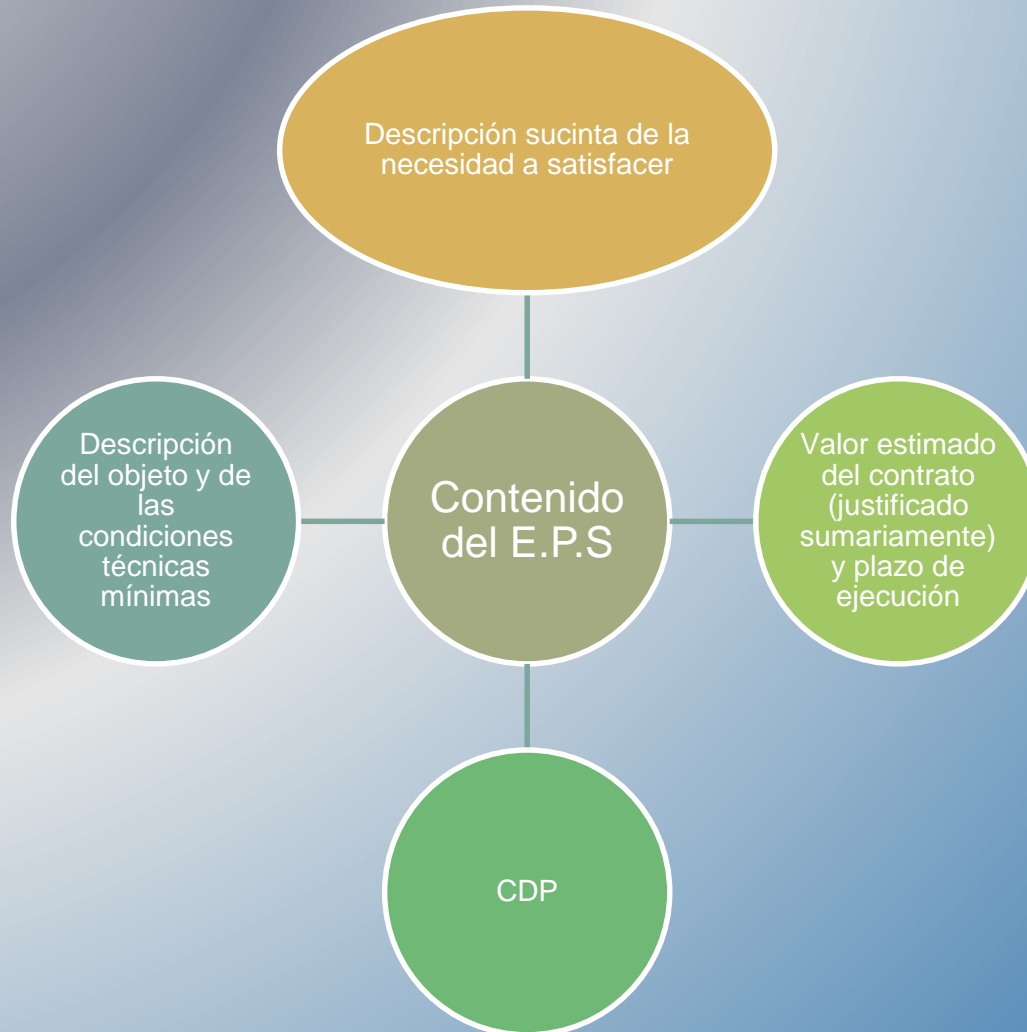 Descripción sucinta de la
necesidad a satisfacer
Descripción
del objeto y de
las
condiciones
técnicas
mínimas
Contenido
del E.P.S
Valor estimado
del contrato
(justificado
sumariamente)
y plazo de
ejecución
CDP